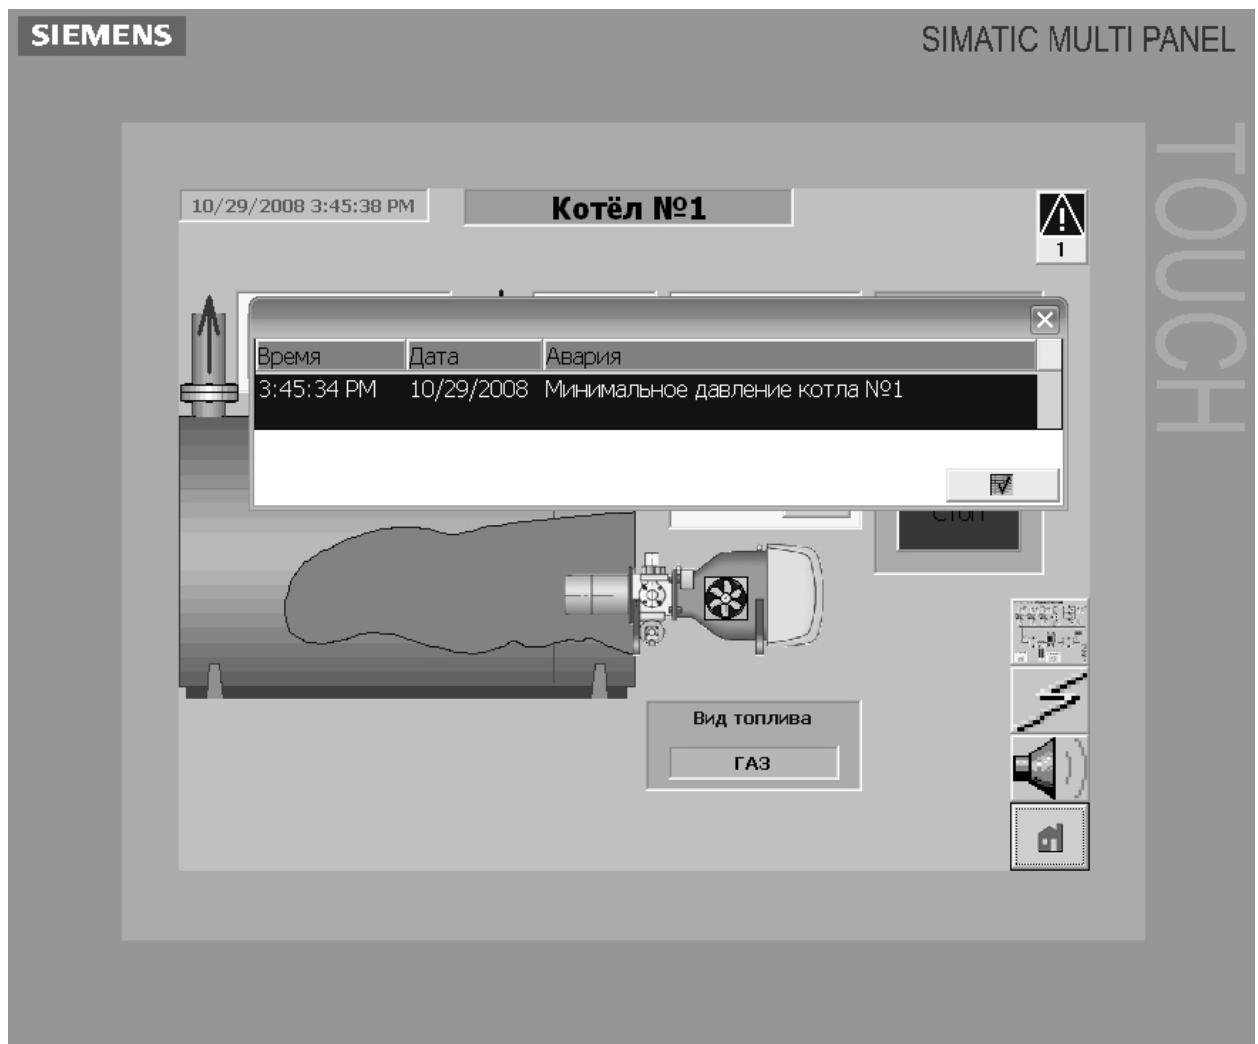 SIEMENS
SIMATIC MULTI PANEL
TOUCH
10/29/2008 3:45:38 PM
Котёл №1
1
Время Дата Авария
3:45:34 PM 10/29/2008 Минимальное давление котла №1
Вид топлива
ГАЗ